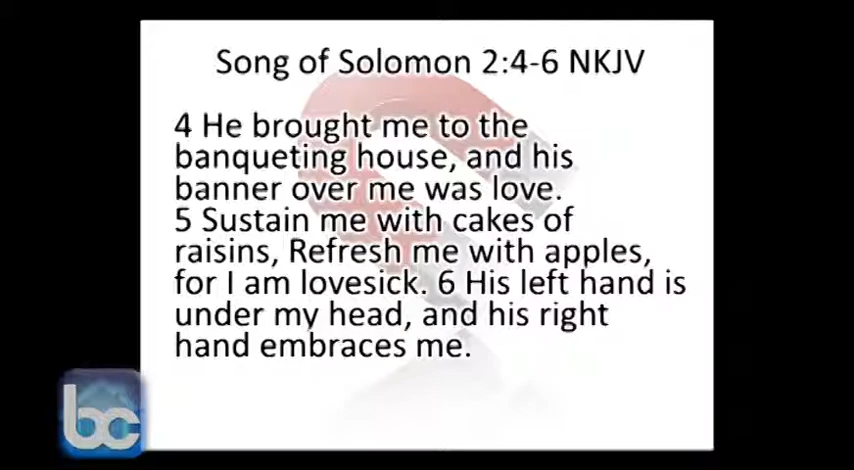 Song of Solomon 2:4-6 NKJV
4 He brought me to the
banqueting house, and his
banner over me was love.
5 Sustain me with cakes of
raisins, Refresh me with apples,
for I am lovesick. 6 His left hand is
under my head, and his right
hand embraces me.
bc